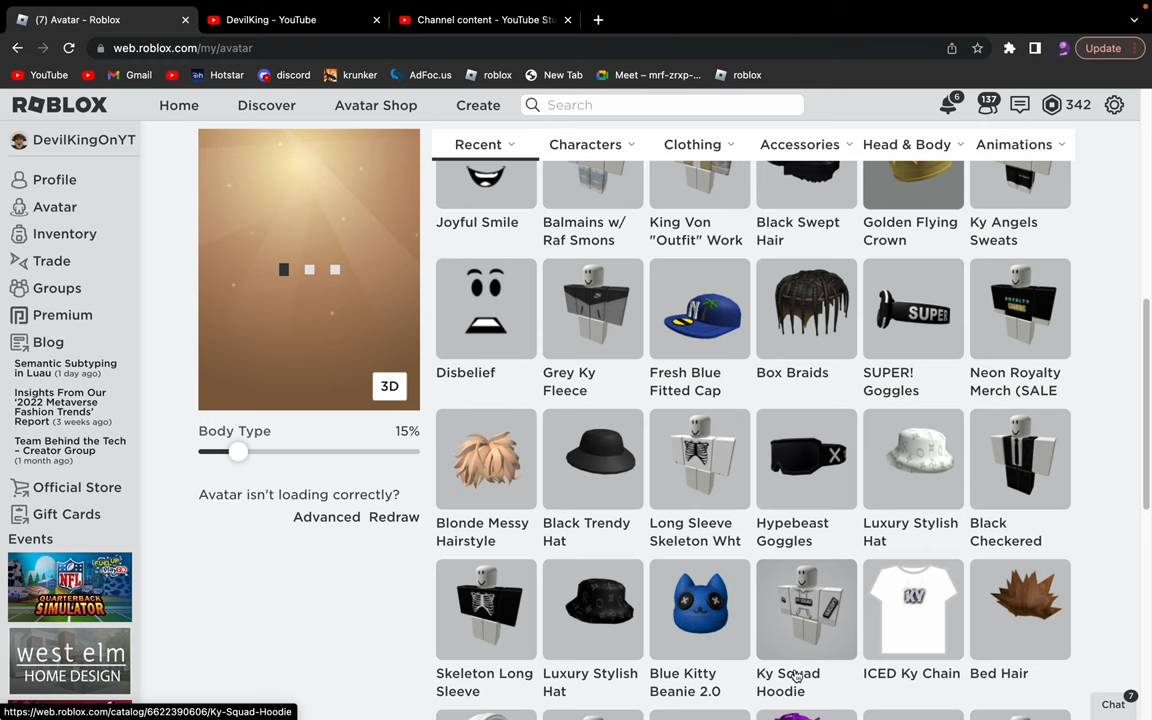 (7) Avatar - Roblox
DevilKing - YouTube
Channel content - YouTube Stu
web.roblox.com/my/avatar
Update
YouTube
Gmail
Hotstar
discord
krunker
AdFoc.us
roblox
New Tab
Meet – mrf-zrxp-...
roblox
ROBLOX
Home
Discover
Avatar Shop
Create
Search
6
137
342
DevilKingOnYT
Profile
Avatar
Inventory
Trade
Groups
Premium
Blog
Semantic Subtyping
in Luau (1 day ago)
Insights From Our
'2022 Metaverse
Fashion Trends'
Report (3 weeks ago)
Team Behind the Tech
– Creator Group
(1 month ago)
Official Store
Gift Cards
Events
NFL
QUARTERBACK
SIMULATOR
west elm
HOME DESIGN
3D
Body Type
15%
Avatar isn't loading correctly?
Advanced
Redraw
Recent
Characters
Clothing
Accessories
Head & Body
Animations
Joyful Smile
Balmains w/
Raf Smons
King Von
"Outfit" Work
Black Swept
Hair
Golden Flying
Crown
Ky Angels
Sweats
SUPER
ROYALTY
GAMING
Disbelief
Grey Ky
Fleece
Fresh Blue
Fitted Cap
Box Braids
SUPER!
Goggles
Neon Royalty
Merch (SALE
Blonde Messy
Hairstyle
Black Trendy
Hat
Long Sleeve
Skeleton Wht
Hypebeast
Goggles
Luxury Stylish
Hat
Black
Checkered
KY
Skeleton Long
Sleeve
Luxury Stylish
Hat
Blue Kitty
Beanie 2.0
Ky Squad
Hoodie
ICED Ky Chain
Bed Hair
Chat
7
https://web.roblox.com/catalog/6622390606/Ky-Squad-Hoodie